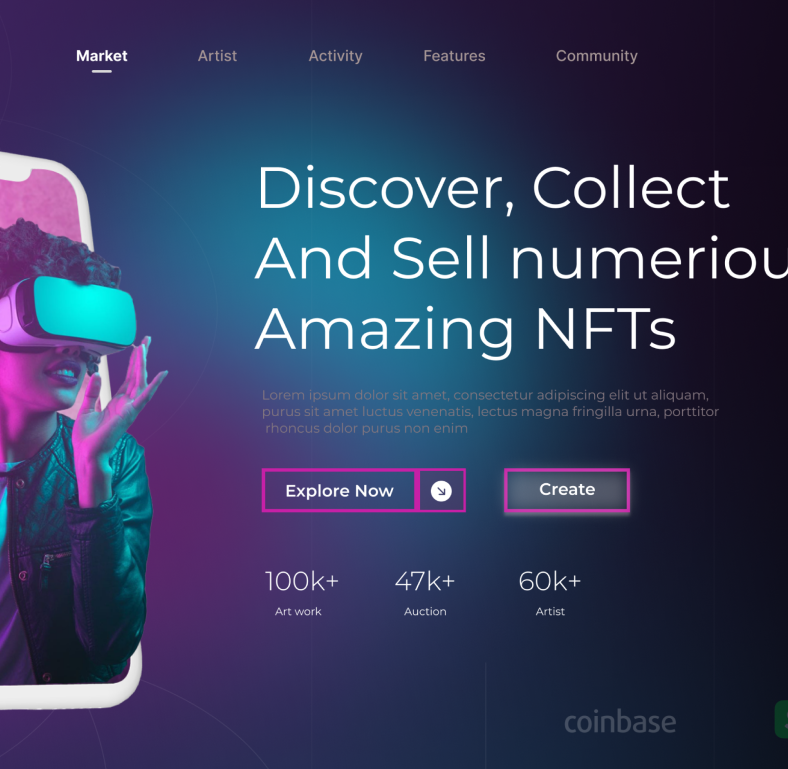 Market Artist Activity Features Community
Discover, Collect
And Sell numeriou
Amazing NFTs
Lorem ipsum dolor sit amet, consectetur adipiscing elit ut aliquam,
purus sit amet luctus venenatis, lectus magna fringilla urna, porttitor
rhoncus dolor purus non enim
Explore Now
Create
100k+ 47k+ 60k+
Art work Auction Artist
coinbase